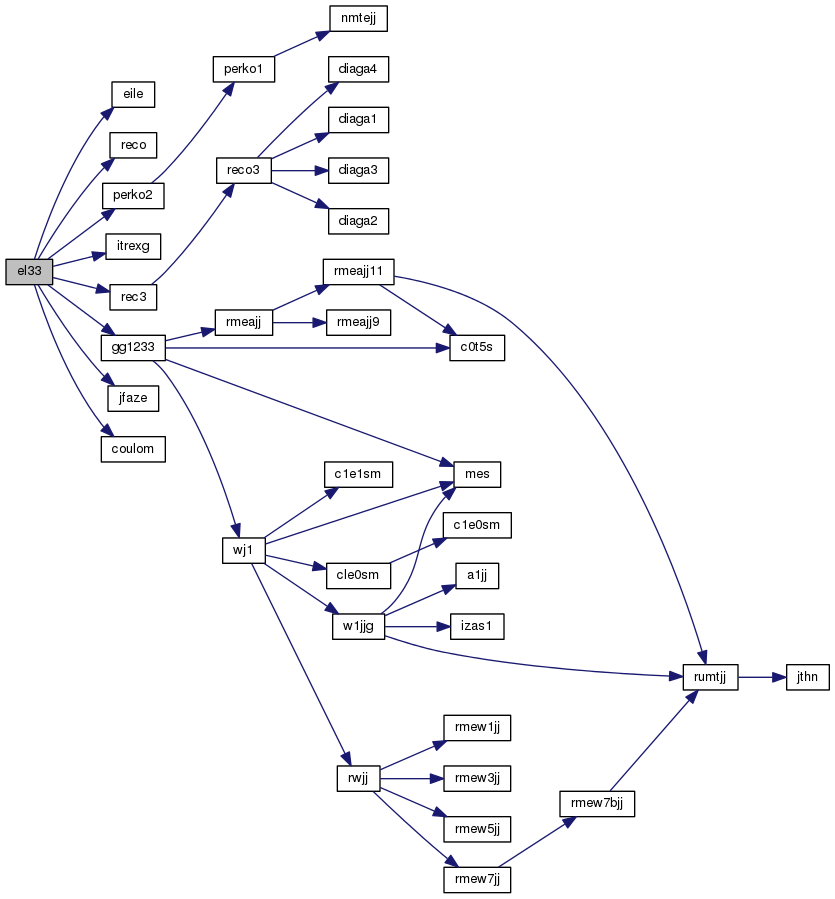 nmtejj
perko1
diaga4
eile
diaga1
reco
reco3
diaga3
perko2
diaga2
itrexg
el33
rmeajj11
rec3
rmeajj
rmeajj9
gg1233
c0t5s
jfaze
coulom
c1e1sm
mes
c1e0sm
wj1
cle0sm
a1jj
w1jjg
izas1
rumtjj
jthn
rmew1jj
rwjj
rmew3jj
rmew7bjj
rmew5jj
rmew7jj